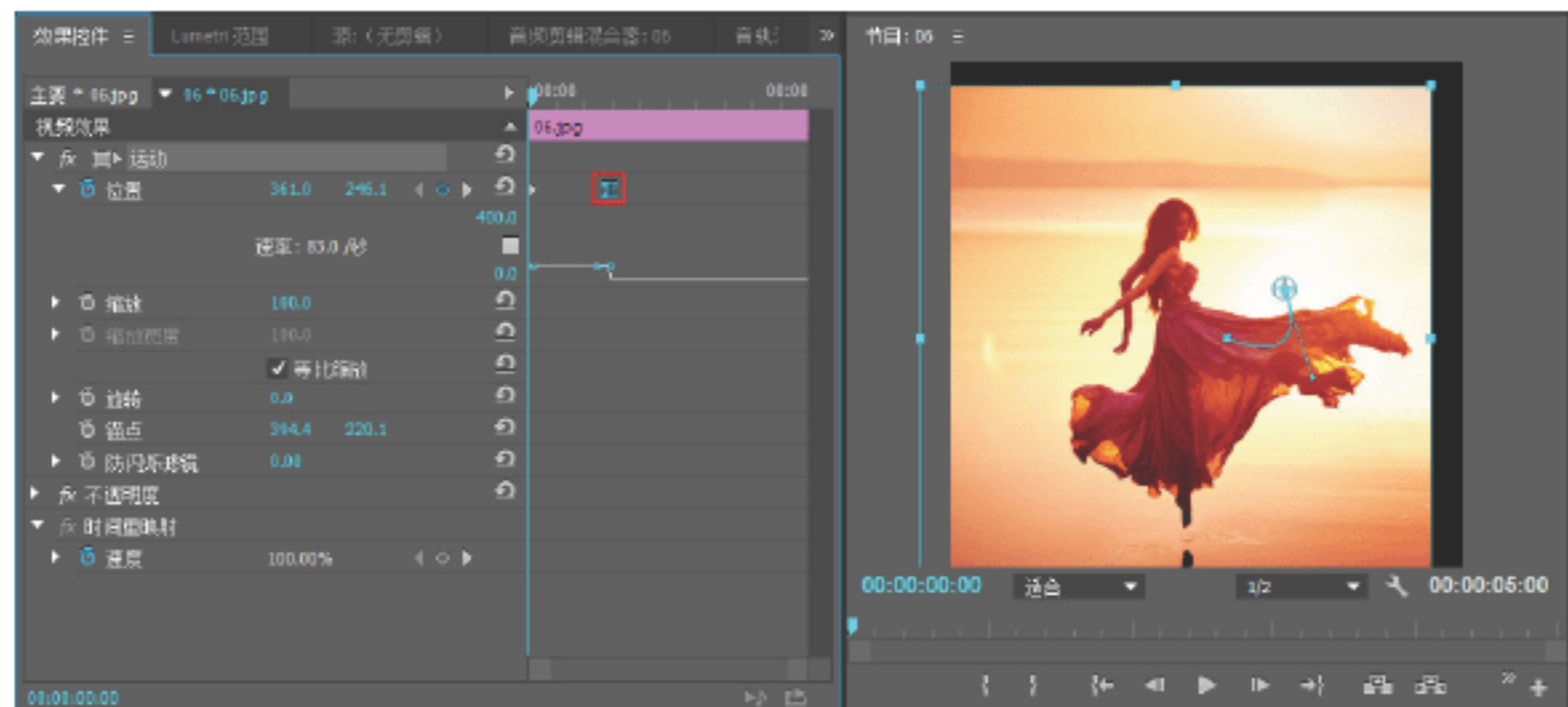 效果控件 Lumetri 范围 源:（无剪辑） 音频剪辑混合器: 06 音轨
节目: 06
主要 * 06.jpg 06 * 06.jpg
00:00 00:00
视频效果
06.jpg
fx 运动
位置 361.0 246.1
400.0
速率: 83.0 /秒
0.0
缩放 100.0
缩放宽度 100.0
等比缩放
旋转 0.0
锚点 394.4 220.1
防闪烁滤镜 0.00
fx 不透明度
fx 时间重映射
速度 100.00%
00:00:00:00 适合 1/2 00:00:05:00
00:00:00:00